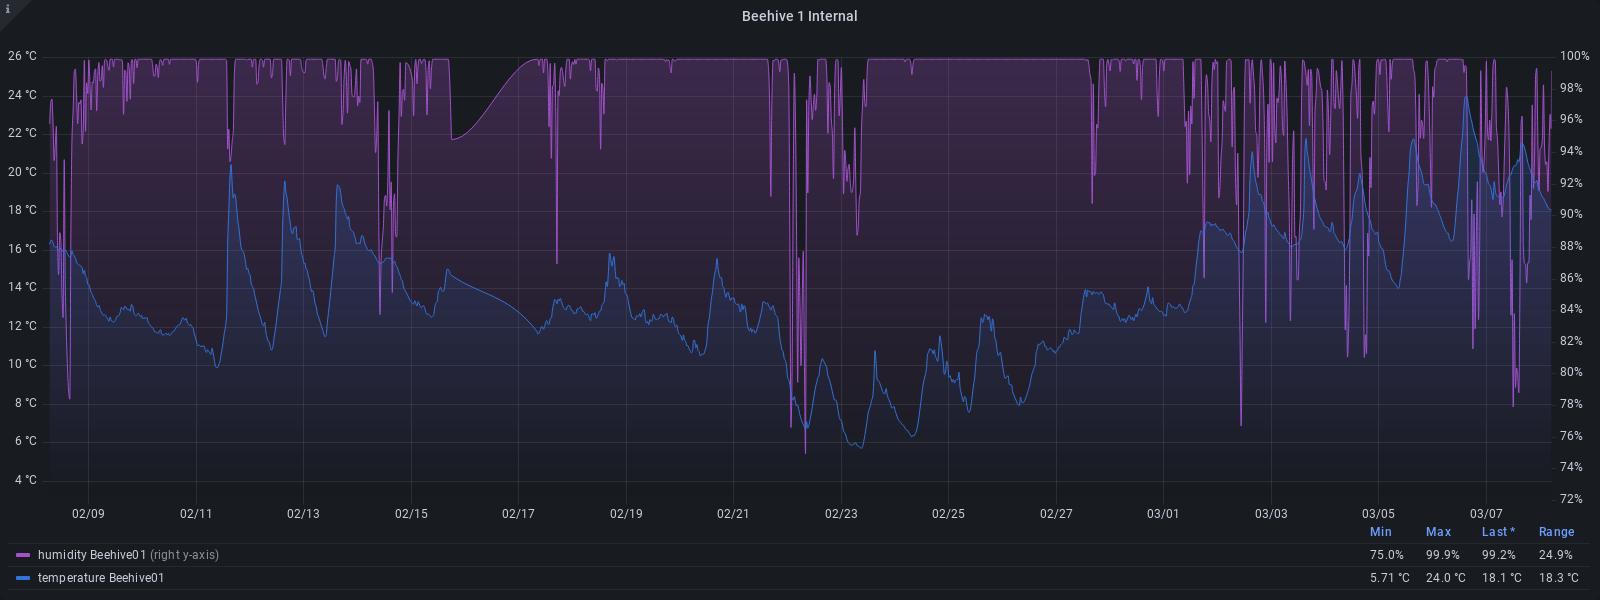 i
Beehive 1 Internal
26 °C 100%
24 °C 98%
22 °C 96%
20 °C 94%
18 °C 92%
16 °C 90%
14 °C 88%
12 °C 86%
10 °C 84%
8 °C 82%
6 °C 80%
4 °C 78%
76%
74%
72%
02/09 02/11 02/13 02/15 02/17 02/19 02/21 02/23 02/25 02/27 03/01 03/03 03/05 03/07
Min Max Last * Range
humidity Beehive01 (right y-axis) 75.0% 99.9% 99.2% 24.9%
temperature Beehive01 5.71 °C 24.0 °C 18.1 °C 18.3 °C